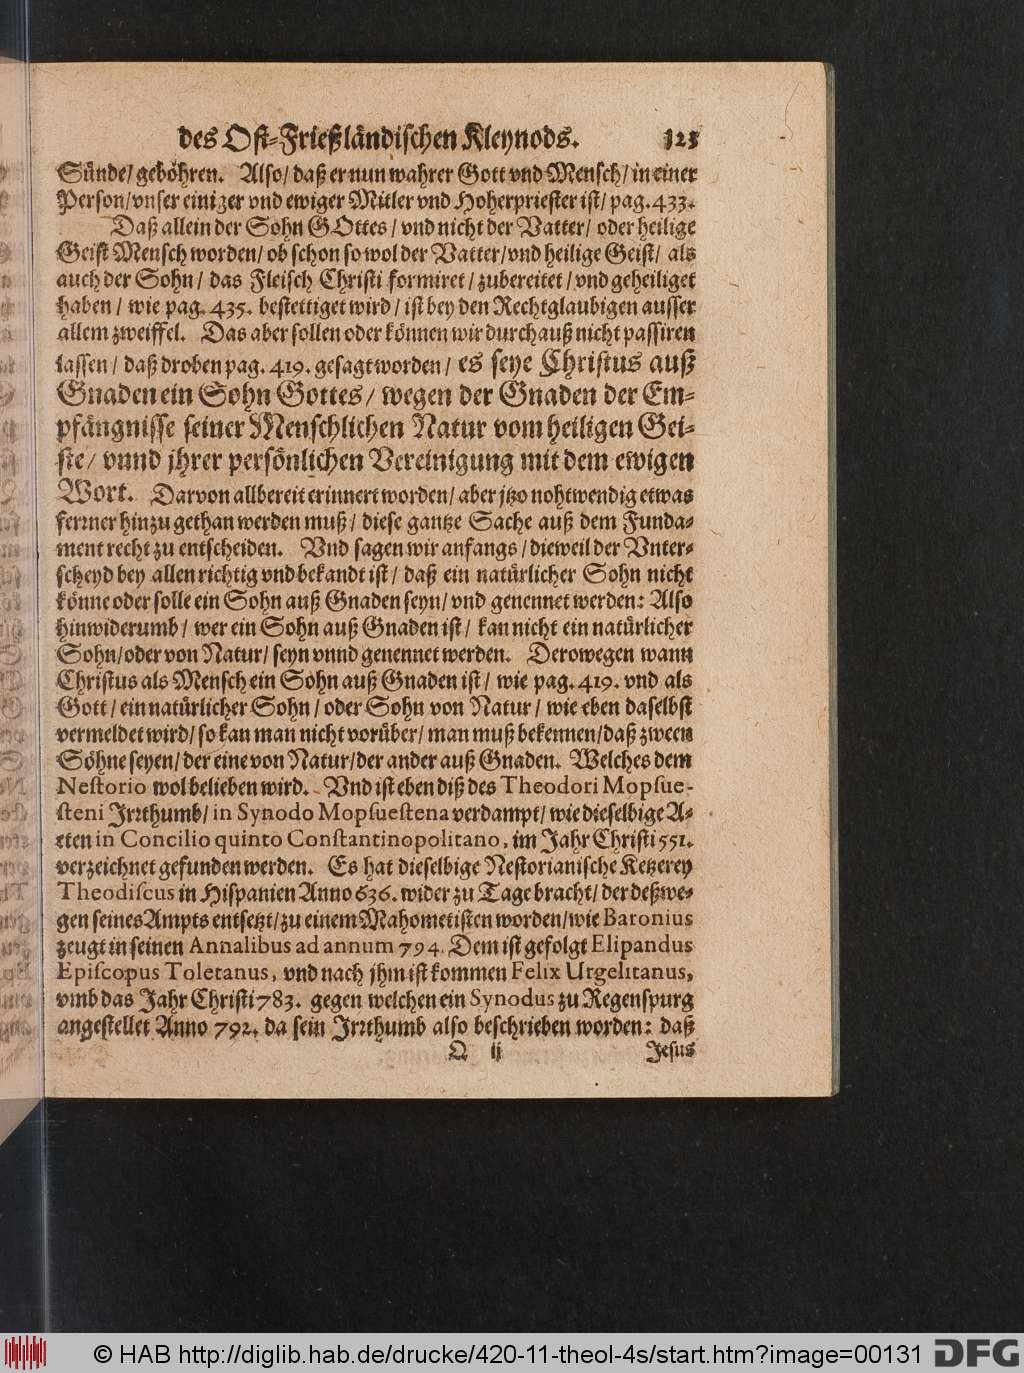 des Ost-Frießländischen Kleynods. 123
Sünde/ geböhren. Also/ daß er nun wahrer Gott vnd Mensch/ in einer
Person/ vnser einiger vnd ewiger Mitler vnd Hoherpriester ist/ pag. 433.
Daß allein der Sohn GOttes/ vnd nicht der Vatter/ oder heilige
Geist Mensch worden/ ob schon so wol der Vatter/ vnd heilige Geist/ als
auch der Sohn/ das Fleisch Christi formiret/ zubereitet/ vnd geheiliget
haben/ wie pag. 435. bestettiget wird/ ist bey den Rechtglaubigen ausser
allem zweiffel. Das aber sollen oder können wir durchauß nicht passiren
lassen/ daß droben pag. 419. gesagt worden/ es seye Christus auß
Gnaden ein Sohn Gottes/ wegen der Gnaden der Em-
pfängnisse seiner Menschlichen Natur vom heiligen Gei-
ste/ vnnd jhrer persönlichen Vereinigung mit dem ewigen
Wort. Darvon allbereit erinnert worden/ aber jtzo nohtwendig etwas
ferrner hinzu gethan werden muß/ diese gantze Sache auß dem Funda-
ment recht zu entscheiden. Vnd sagen wir anfangs/ dieweil der Vnter-
scheyd bey allen richtig vnd bekandt ist/ daß ein natürlicher Sohn nicht
könne oder solle ein Sohn auß Gnaden seyn/ vnd genennet werden: Also
hinwiderumb/ wer ein Sohn auß Gnaden ist/ kan nicht ein natürlicher
Sohn/ oder von Natur/ seyn vnnd genennet werden. Derowegen wann
Christus als Mensch ein Sohn auß Gnaden ist/ wie pag. 419. vnd als
Gott/ ein natürlicher Sohn/ oder Sohn von Natur/ wie eben daselbst
vermeldet wird/ so kan man nicht vorüber/ man muß bekennen/ daß zween
Söhne seyen/ der eine von Natur/ der ander auß Gnaden. Welches dem
Nestorio wol belieben wird. Vnd ist eben diß des Theodori Mopsue-
steni Irrthumb/ in Synodo Mopsuestena verdampt/ wie dieselbige A-
cten in Concilio quinto Constantinopolitano, im Jahr Christi 551.
verzeichnet gefunden werden. Es hat dieselbige Nestorianische Ketzerey
Theodiscus in Hispanien Anno 636. wider zu Tage bracht/ der deßwe-
gen seines Ampts entsetzt/ zu einem Mahometisten worden/ wie Baronius
zeugt in seinen Annalibus ad annum 794. Dem ist gefolgt Elipandus
Episcopus Toletanus, vnd nach jhm ist kommen Felix Urgelitanus,
vmb das Jahr Christi 783. gegen welchen ein Synodus zu Regenspurg
angestellet Anno 792. da sein Irrthumb also beschrieben worden: daß
Q ij Jesus
© HAB http://diglib.hab.de/drucke/420-11-theol-4s/start.htm?image=00131 DFG